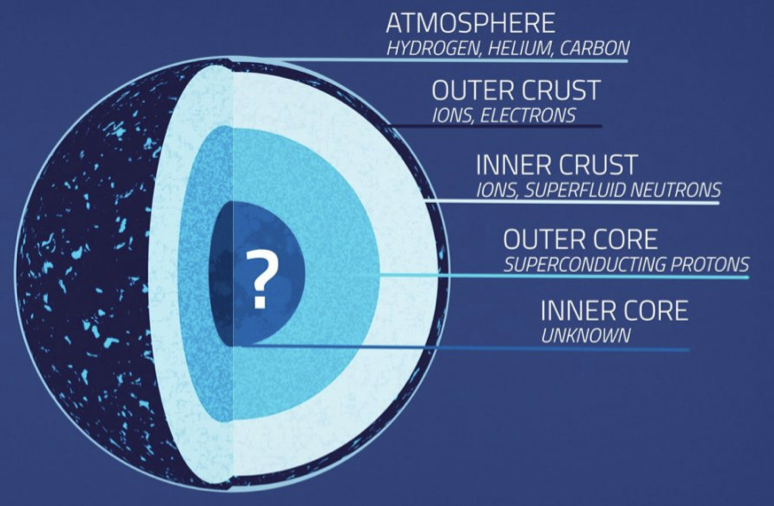 ATMOSPHERE
HYDROGEN, HELIUM, CARBON
OUTER CRUST
IONS, ELECTRONS
INNER CRUST
IONS, SUPERFLUID NEUTRONS
OUTER CORE
SUPERCONDUCTING PROTONS
INNER CORE
UNKNOWN
?